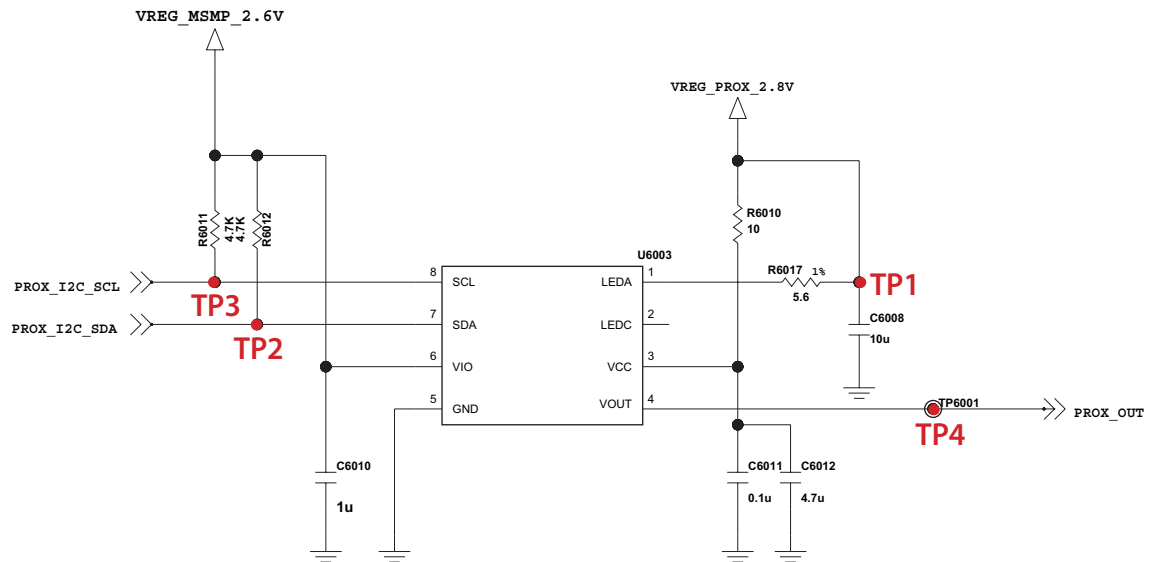 VREG_MSMP_2.6V
VREG_PROX_2.8V
R6011
4.7K
4.7K
R6012
R6010
10
U6003
R6017 1%
5.6
TP1
PROX_I2C_SCL
TP3
8
SCL
LEDA
1
PROX_I2C_SDA
TP2
7
SDA
LEDC
2
C6008
10u
6
VIO
VCC
3
5
GND
VOUT
4
TP6001
TP4
PROX_OUT
C6010
1u
C6011
0.1u
C6012
4.7u